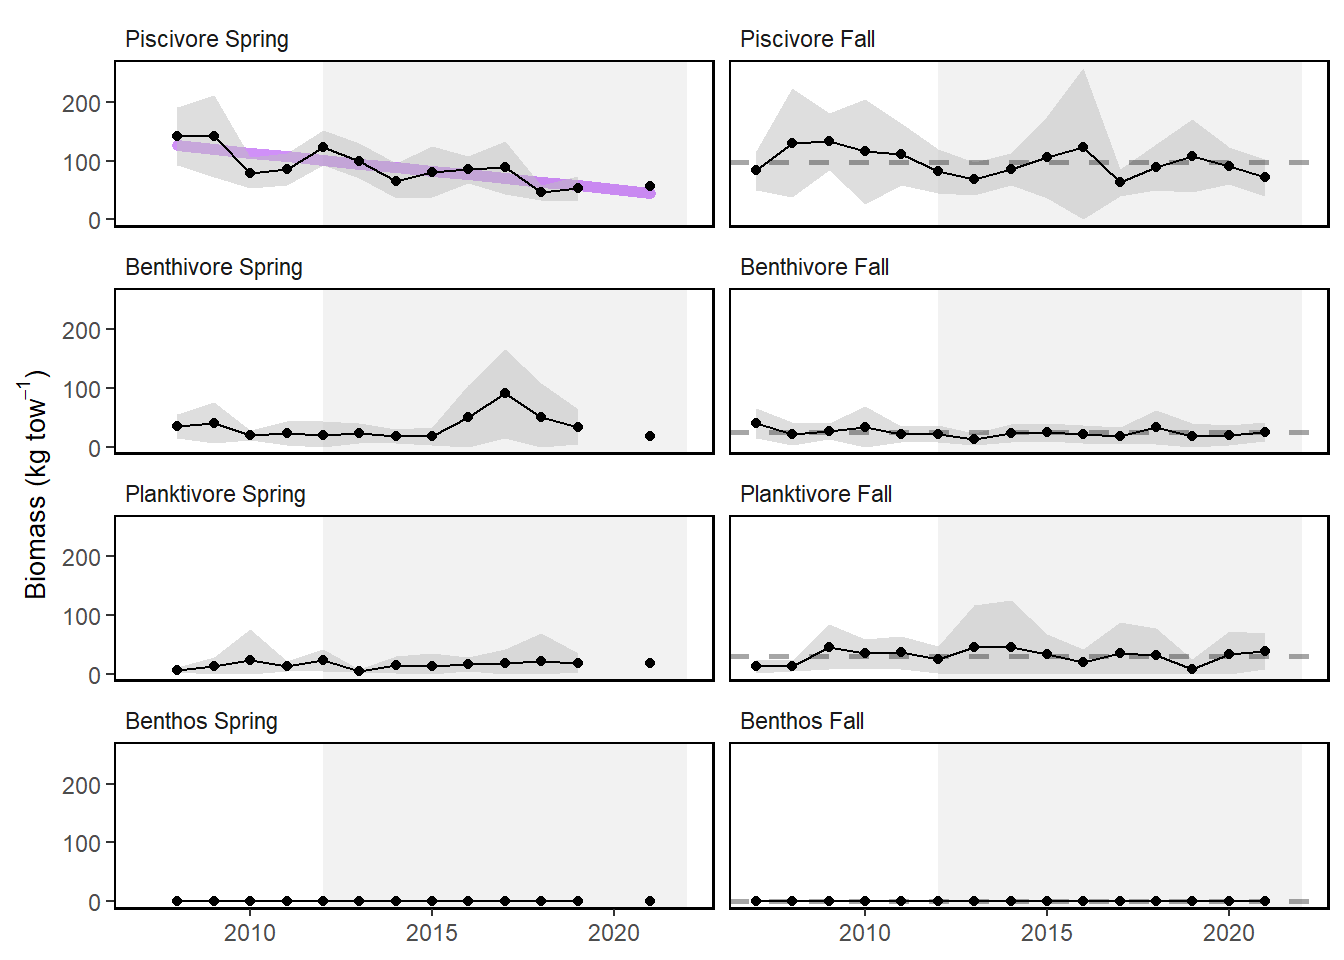 Piscivore Spring
Piscivore Fall
200
100
0
Benthivore Spring
Benthivore Fall
200
100
0
Biomass (kg tow⁻¹)
Planktivore Spring
Planktivore Fall
200
100
0
Benthos Spring
Benthos Fall
200
100
0
2010 2015 2020
2010 2015 2020